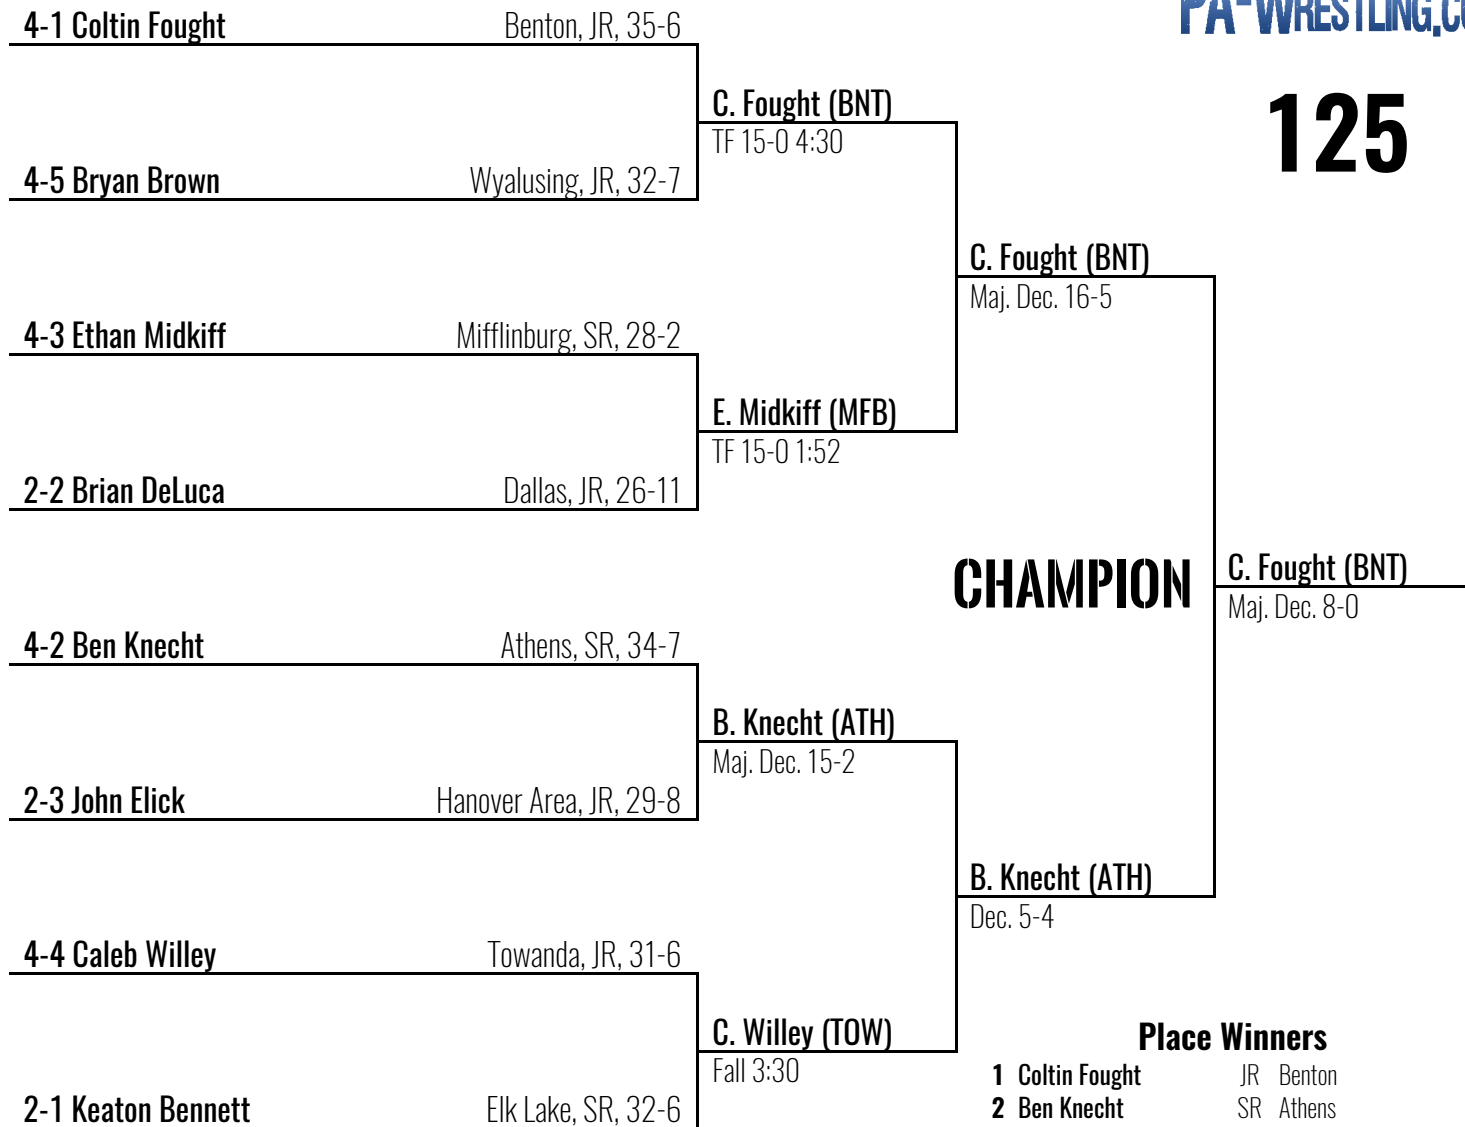 4-1 Coltin Fought Benton, JR, 35-6
C. Fought (BNT)
TF 15-0 4:30
125
4-5 Bryan Brown Wyalusing, JR, 32-7
C. Fought (BNT)
Maj. Dec. 16-5
4-3 Ethan Midkiff Mifflinburg, SR, 28-2
E. Midkiff (MFB)
TF 15-0 1:52
2-2 Brian DeLuca Dallas, JR, 26-11
CHAMPION
C. Fought (BNT)
Maj. Dec. 8-0
4-2 Ben Knecht Athens, SR, 34-7
B. Knecht (ATH)
Maj. Dec. 15-2
2-3 John Elick Hanover Area, JR, 29-8
B. Knecht (ATH)
Dec. 5-4
4-4 Caleb Willey Towanda, JR, 31-6
C. Willey (TOW)
Fall 3:30
2-1 Keaton Bennett Elk Lake, SR, 32-6
Place Winners
1 Coltin Fought JR Benton
2 Ben Knecht SR Athens